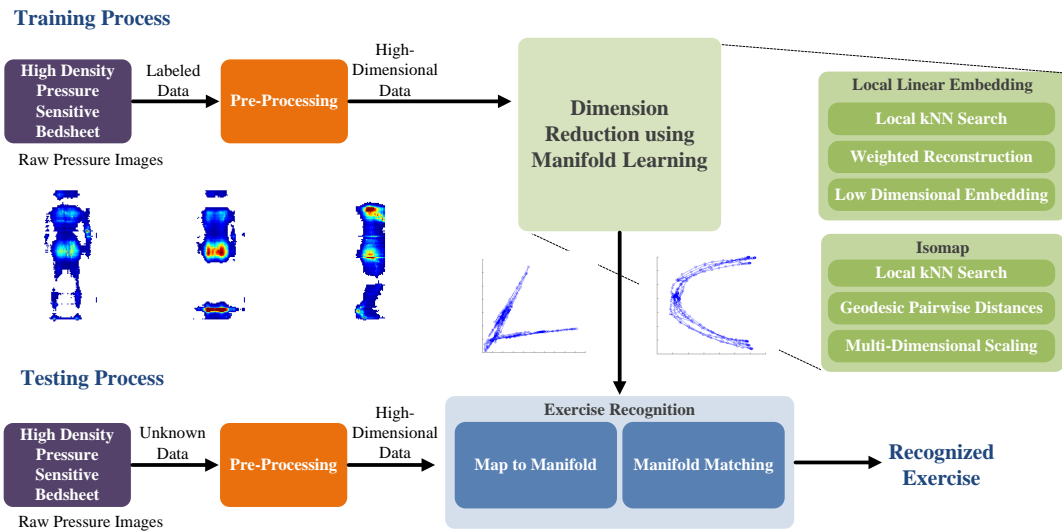 Training Process
High Density
Pressure
Sensitive
Bedsheet
Labeled
Data
Pre-Processing
High-
Dimensional
Data
Raw Pressure Images
Dimension
Reduction using
Manifold Learning
Local Linear Embedding
Local kNN Search
Weighted Reconstruction
Low Dimensional Embedding
Isomap
Local kNN Search
Geodesic Pairwise Distances
Multi-Dimensional Scaling
Testing Process
High Density
Pressure
Sensitive
Bedsheet
Unknown
Data
Pre-Processing
High-
Dimensional
Data
Raw Pressure Images
Exercise Recognition
Map to Manifold
Manifold Matching
Recognized
Exercise